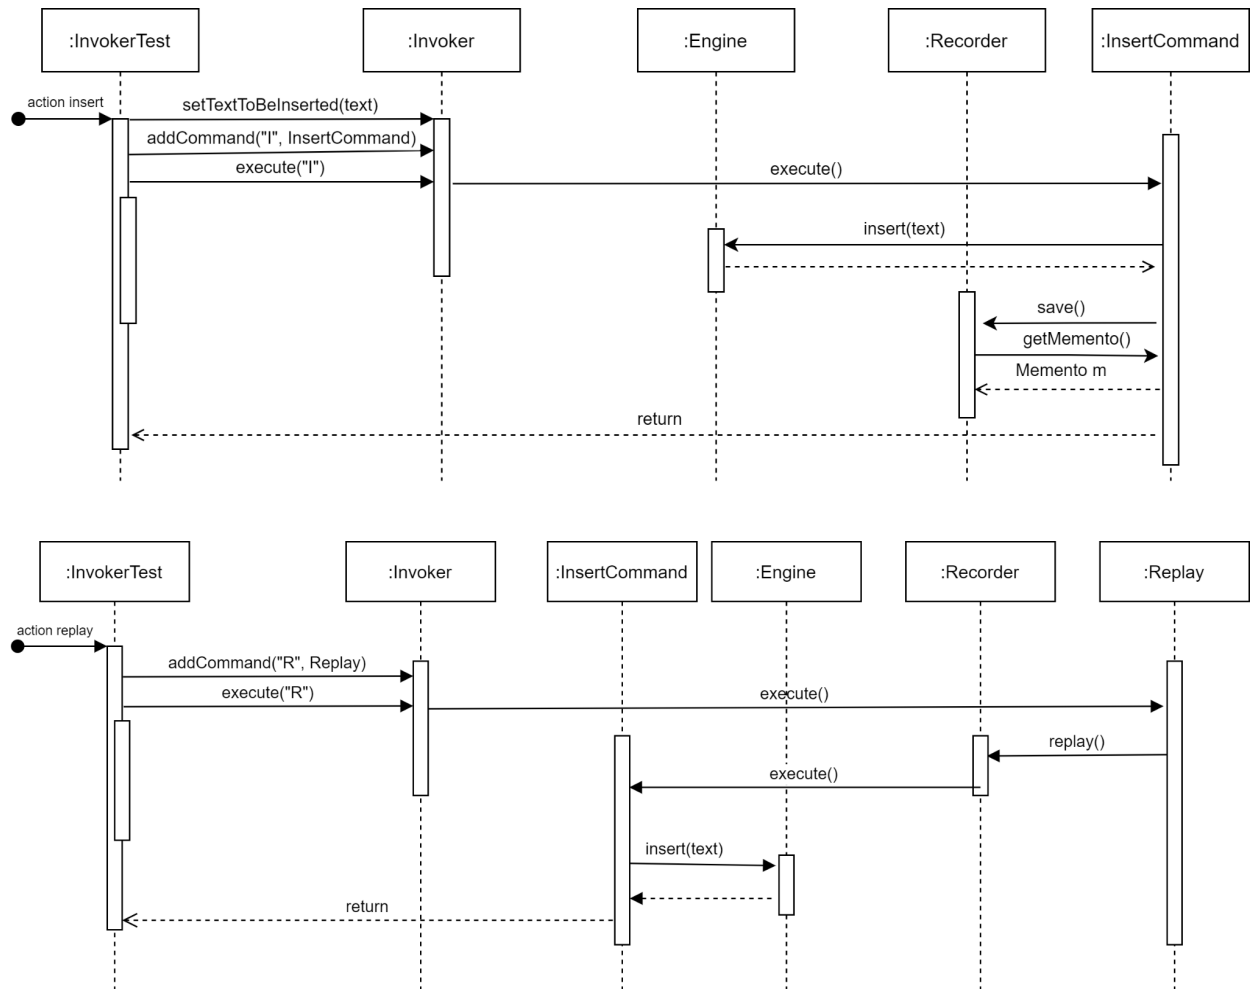 :InvokerTest
:Invoker
:Engine
:Recorder
:InsertCommand
action insert
setTextToBeInserted(text)
addCommand("I", InsertCommand)
execute("I")
execute()
insert(text)
save()
getMemento()
Memento m
return
:InvokerTest
:Invoker
:InsertCommand
:Engine
:Recorder
:Replay
action replay
addCommand("R", Replay)
execute("R")
execute()
replay()
execute()
insert(text)
return